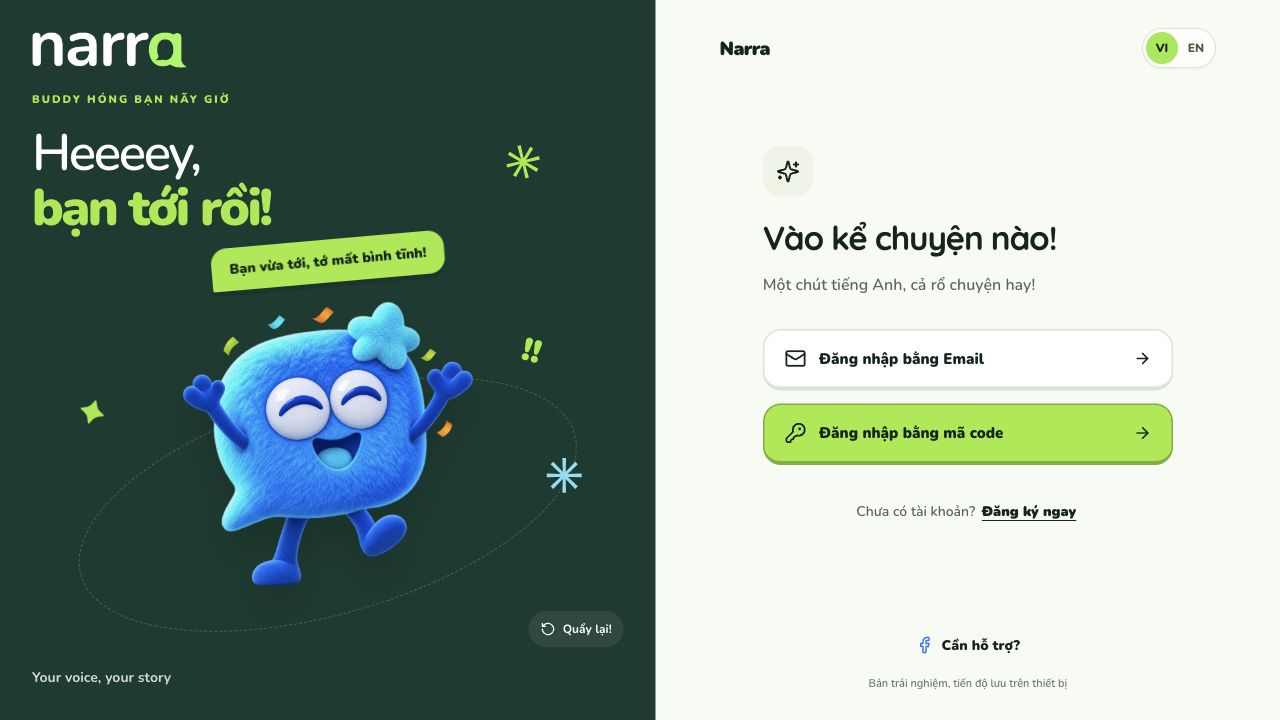 narra
BUDDY HÓNG BẠN NÃY GIỜ
Heeeey,
bạn tới rồi!
Bạn vừa tới, tớ mất bình tĩnh!
!!
Quẩy lại!
Your voice, your story
Narra
VI EN
Vào kể chuyện nào!
Một chút tiếng Anh, cả rổ chuyện hay!
Đăng nhập bằng Email
Đăng nhập bằng mã code
Chưa có tài khoản? Đăng ký ngay
Cần hỗ trợ?
Bản trải nghiệm, tiến độ lưu trên thiết bị